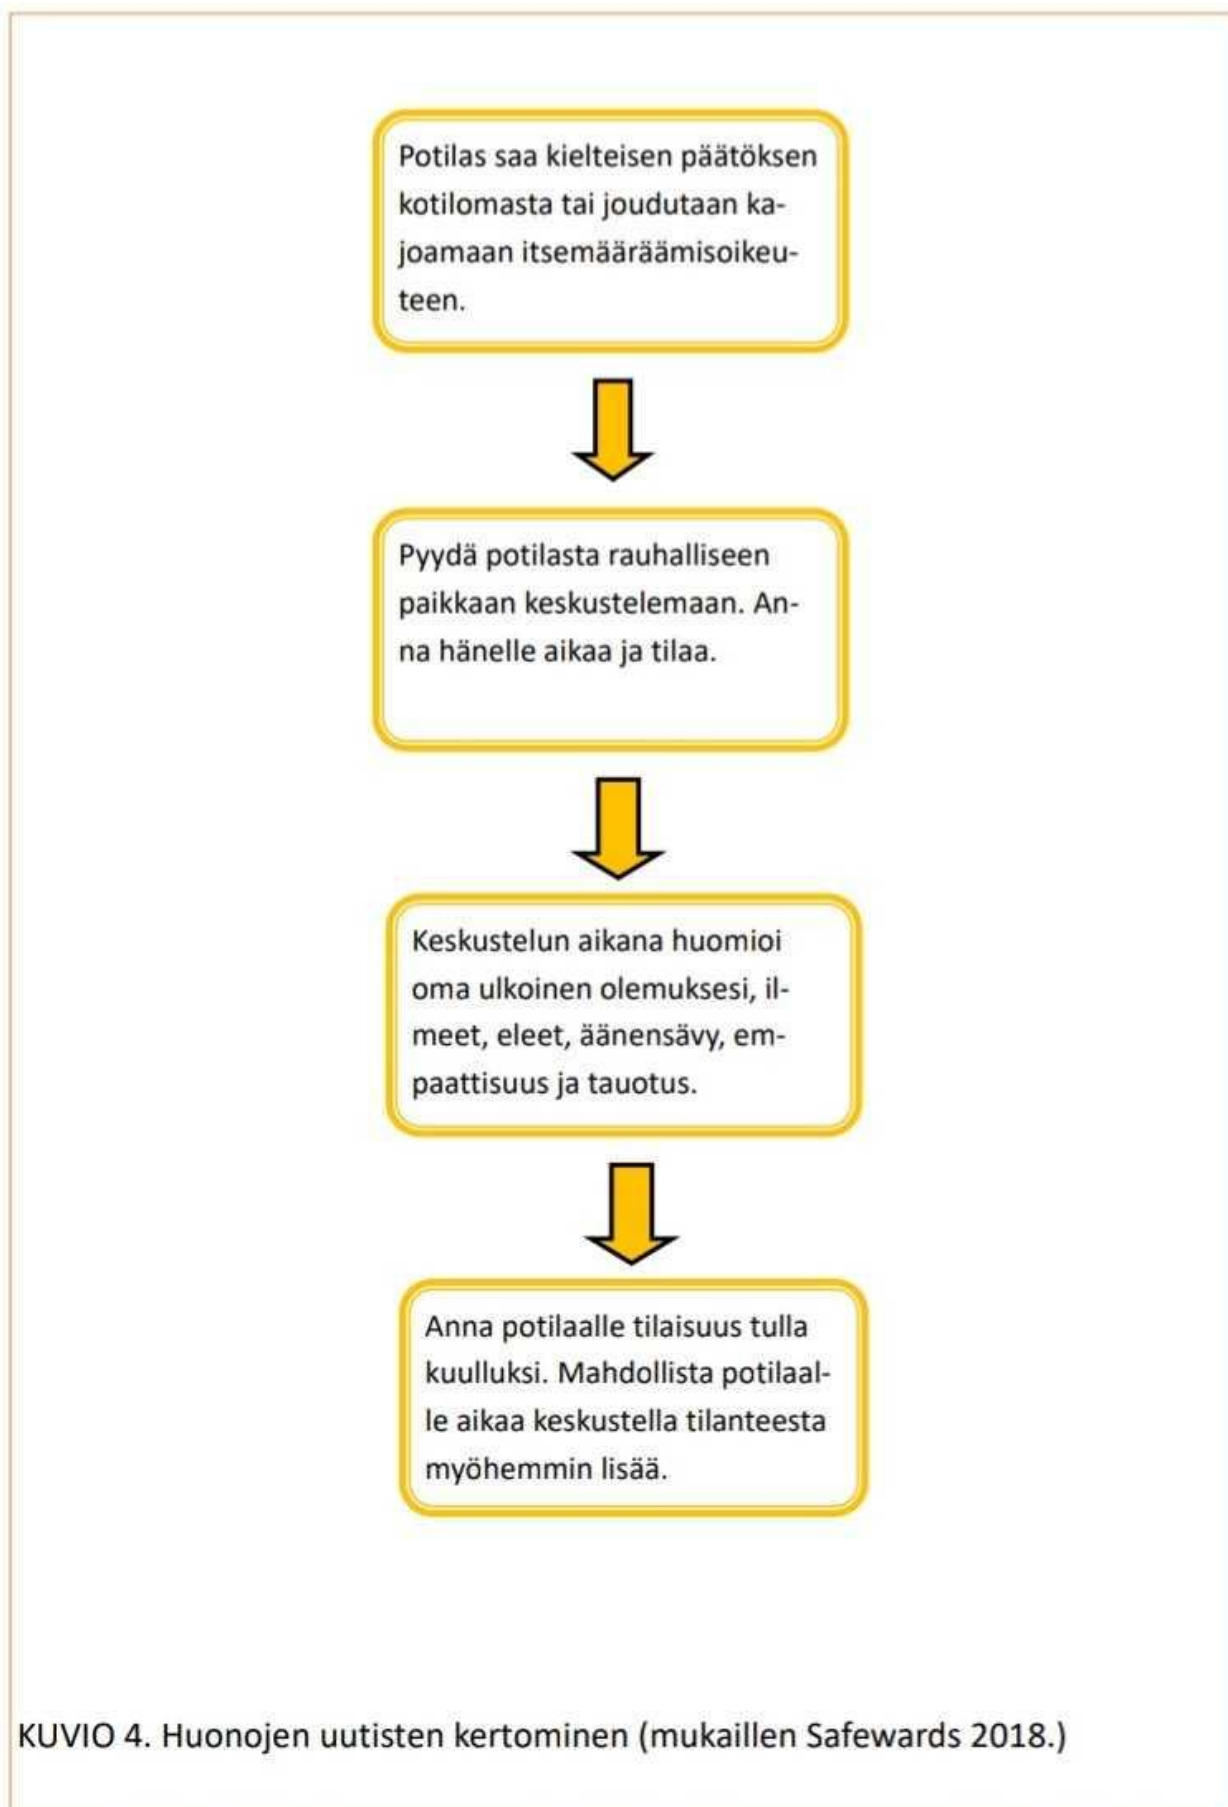 Potilas saa kielteisen päätöksen
kotilomasta tai joudutaan ka-
joamaan itsemääräämisoikeu-
teen.
Pyydä potilasta rauhalliseen
paikkaan keskustelemaan. An-
na hänelle aikaa ja tilaa.
Keskustelun aikana huomioi
oma ulkoinen olemuksesi, il-
meet, eleet, äänensävy, em-
paattisuus ja tauotus.
Anna potilaalle tilaisuus tulla
kuulluksi. Mahdollista potilaal-
le aikaa keskustella tilanteesta
myöhemmin lisää.
KUVIO 4. Huonojen uutisten kertominen (mukaillen Safewards 2018.)